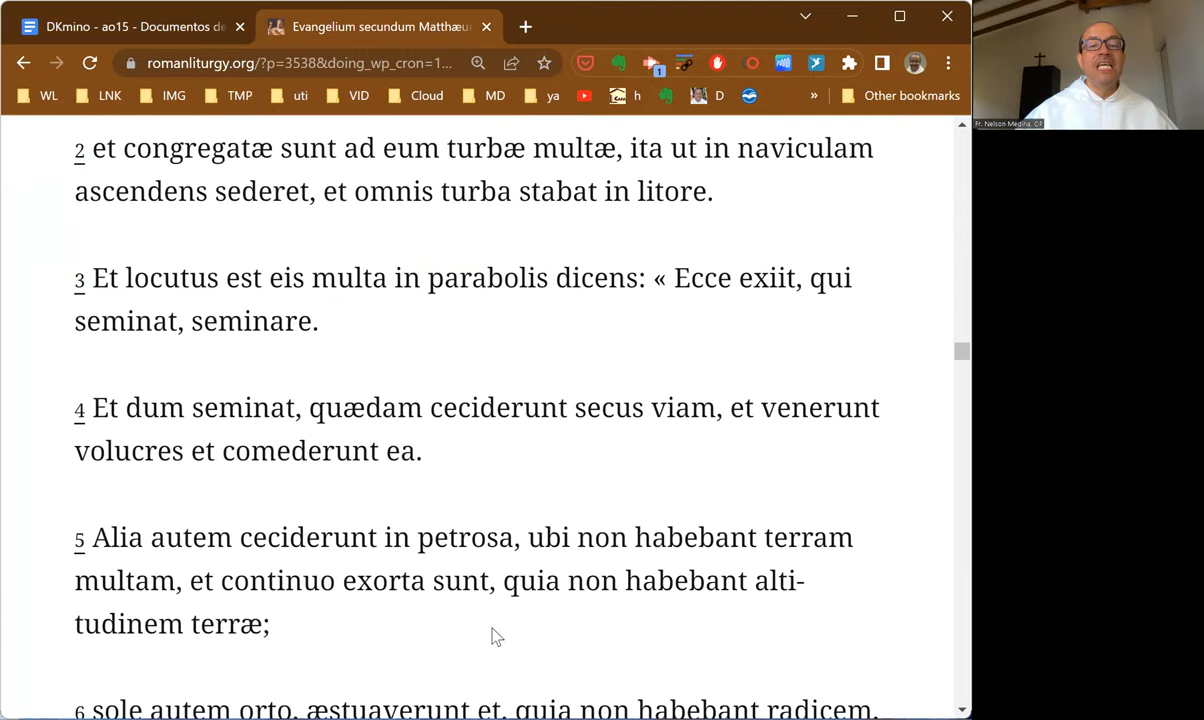 DKmino - ao15 - Documentos de
Evangelium secundum Matthæu
romanliturgy.org/?p=3538&doing_wp_cron=1...
1
WL LNK IMG TMP uti VID Cloud MD ya h D » Other bookmarks
Fr. Nelson Medina, OP
2 et congregatæ sunt ad eum turbæ multæ, ita ut in naviculam
ascendens sederet, et omnis turba stabat in litore.
3 Et locutus est eis multa in parabolis dicens: « Ecce exiit, qui
seminat, seminare.
4 Et dum seminat, quædam ceciderunt secus viam, et venerunt
volucres et comederunt ea.
5 Alia autem ceciderunt in petrosa, ubi non habebant terram
multam, et continuo exorta sunt, quia non habebant alti-
tudinem terræ;
6 sole autem orto, æstuaverunt et, quia non habebant radicem,